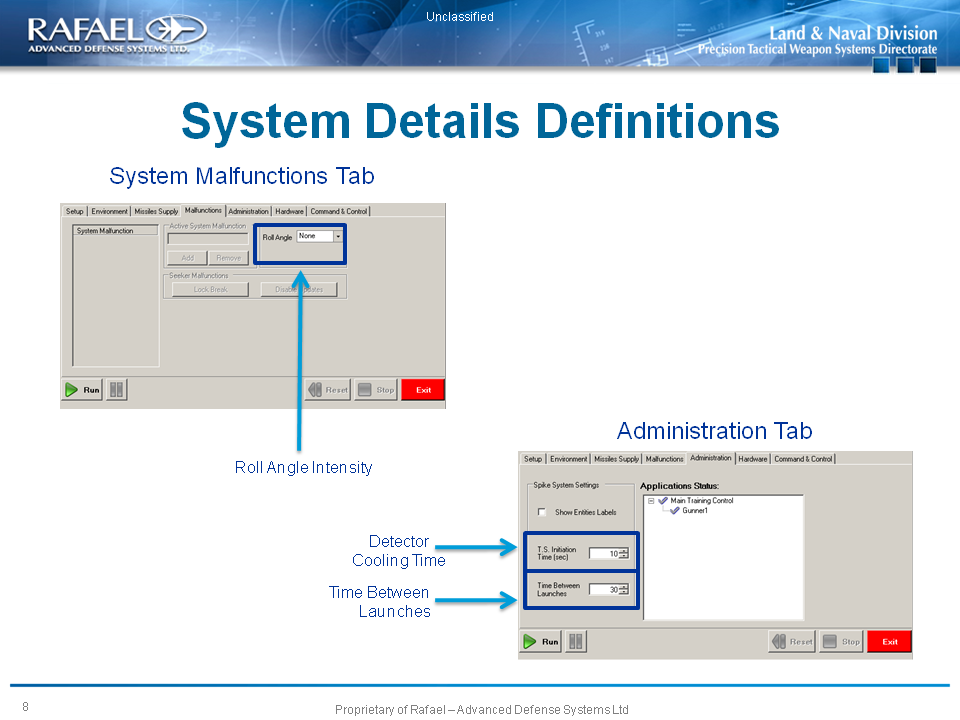 Unclassified
RAFAEL
ADVANCED DEFENSE SYSTEMS LTD.
Land & Naval Division
Precision Tactical Weapon Systems Directorate
System Details Definitions
System Malfunctions Tab
Setup Environment Missiles Supply Malfunctions Administration Hardware Command & Control
System Malfunction
Active System Malfunction
Roll Angle None
Add Remove
Seeker Malfunctions
Lock Break Disable Updates
Run Reset Stop Exit
Roll Angle Intensity
Administration Tab
Setup Environment Missiles Supply Malfunctions Administration Hardware Command & Control
Spike System Settings
Applications Status:
Show Entities Labels
Main Training Control
Gunner1
Detector
Cooling Time
T.S. Initiation
Time (sec) 10
Time Between
Launches
Time Between
Launches 30
Run Reset Stop Exit
8
Proprietary of Rafael – Advanced Defense Systems Ltd